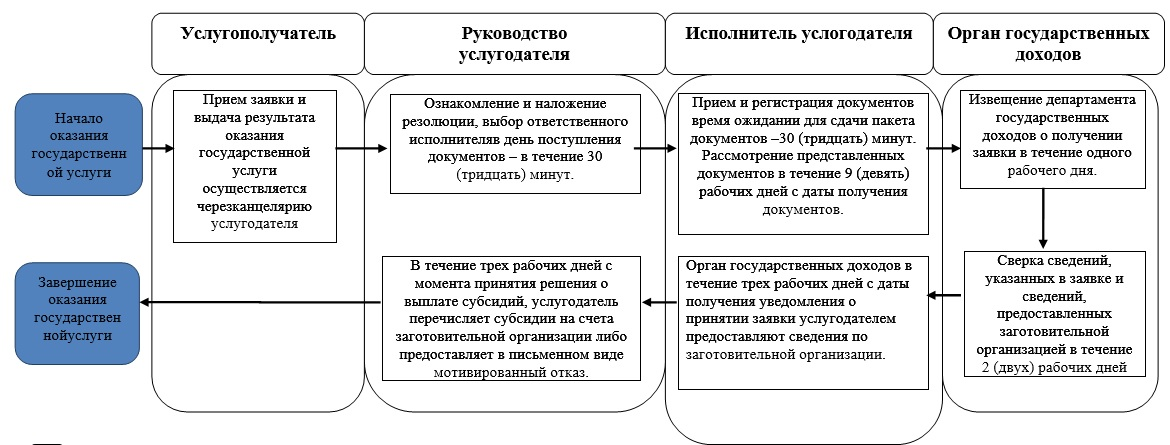 Услугополучатель
Руководство
услугодателя
Исполнитель услогодателя
Орган государственных
доходов
Начало
оказания
государственн
ой услуги
Прием заявки и
выдача результата
оказания
государственной
услуги
осуществляется
черезканцелярию
услугодателя
Ознакомление и наложение
резолюции, выбор ответственного
исполнителяв день поступления
документов – в течение 30
(тридцать) минут.
Прием и регистрация документов
время ожидании для сдачи пакета
документов –30 (тридцать) минут.
Рассмотрение представленных
документов в течение 9 (девять)
рабочих дней с даты получения
документов.
Извещение департамента
государственных
доходов о получении
заявки в течение одного
рабочего дня.
Завершение
оказания
государствен
нойуслуги
В течение трех рабочих дней с
момента принятия решения о
выплате субсидий, услугодатель
перечисляет субсидии на счета
заготовительной организации либо
предоставляет в письменном виде
мотивированный отказ.
Орган государственных доходов в
течение трех рабочих дней с даты
получения уведомления о
принятии заявки услугодателем
предоставляют сведения по
заготовительной организации.
Сверка сведений,
указанных в заявке и
сведений,
предоставленных
заготовительной
организацией в течение
2 (двух) рабочих дней